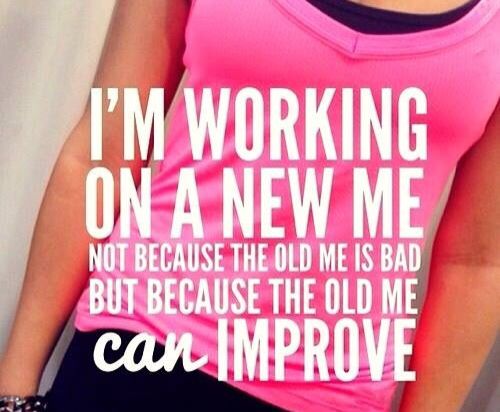 I'M WORKING
ON A NEW ME
NOT BECAUSE THE OLD ME IS BAD
BUT BECAUSE THE OLD ME
can IMPROVE